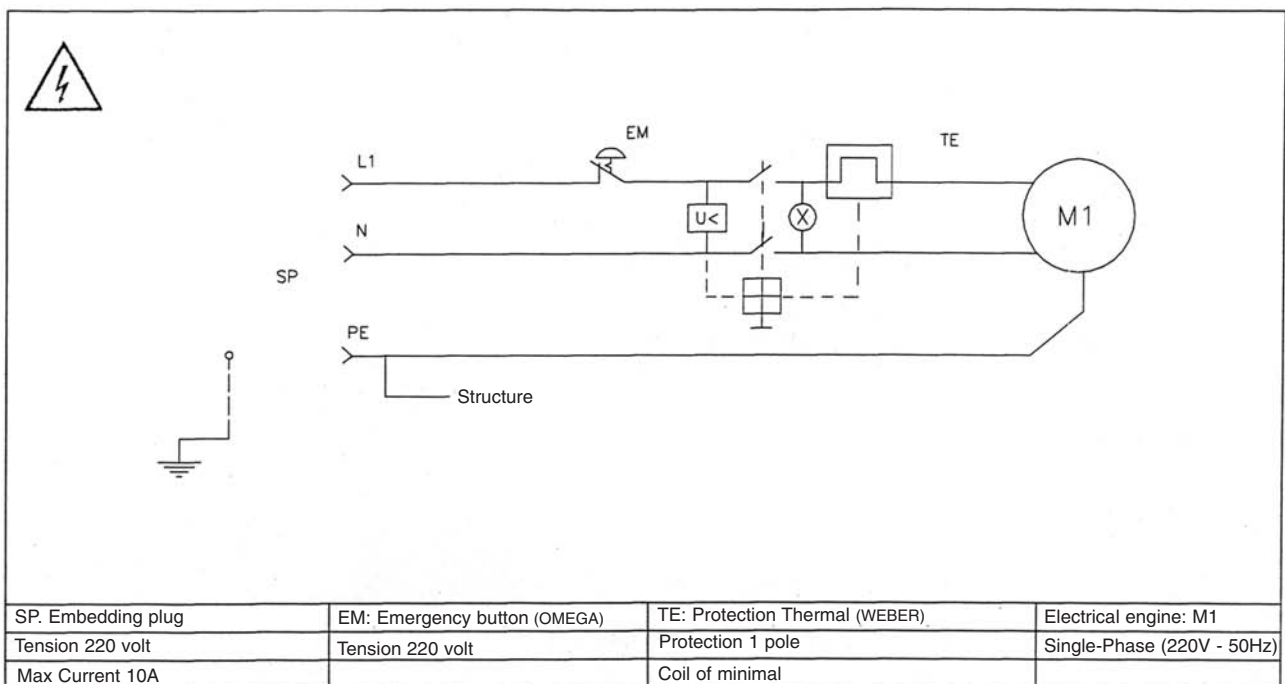 EM
TE
L1
U<
X
M1
N
SP
PE
Structure
SP. Embedding plug
EM: Emergency button (OMEGA)
TE: Protection Thermal (WEBER)
Electrical engine: M1
Tension 220 volt
Tension 220 volt
Protection 1 pole
Single-Phase (220V - 50Hz)
Max Current 10A
Coil of minimal